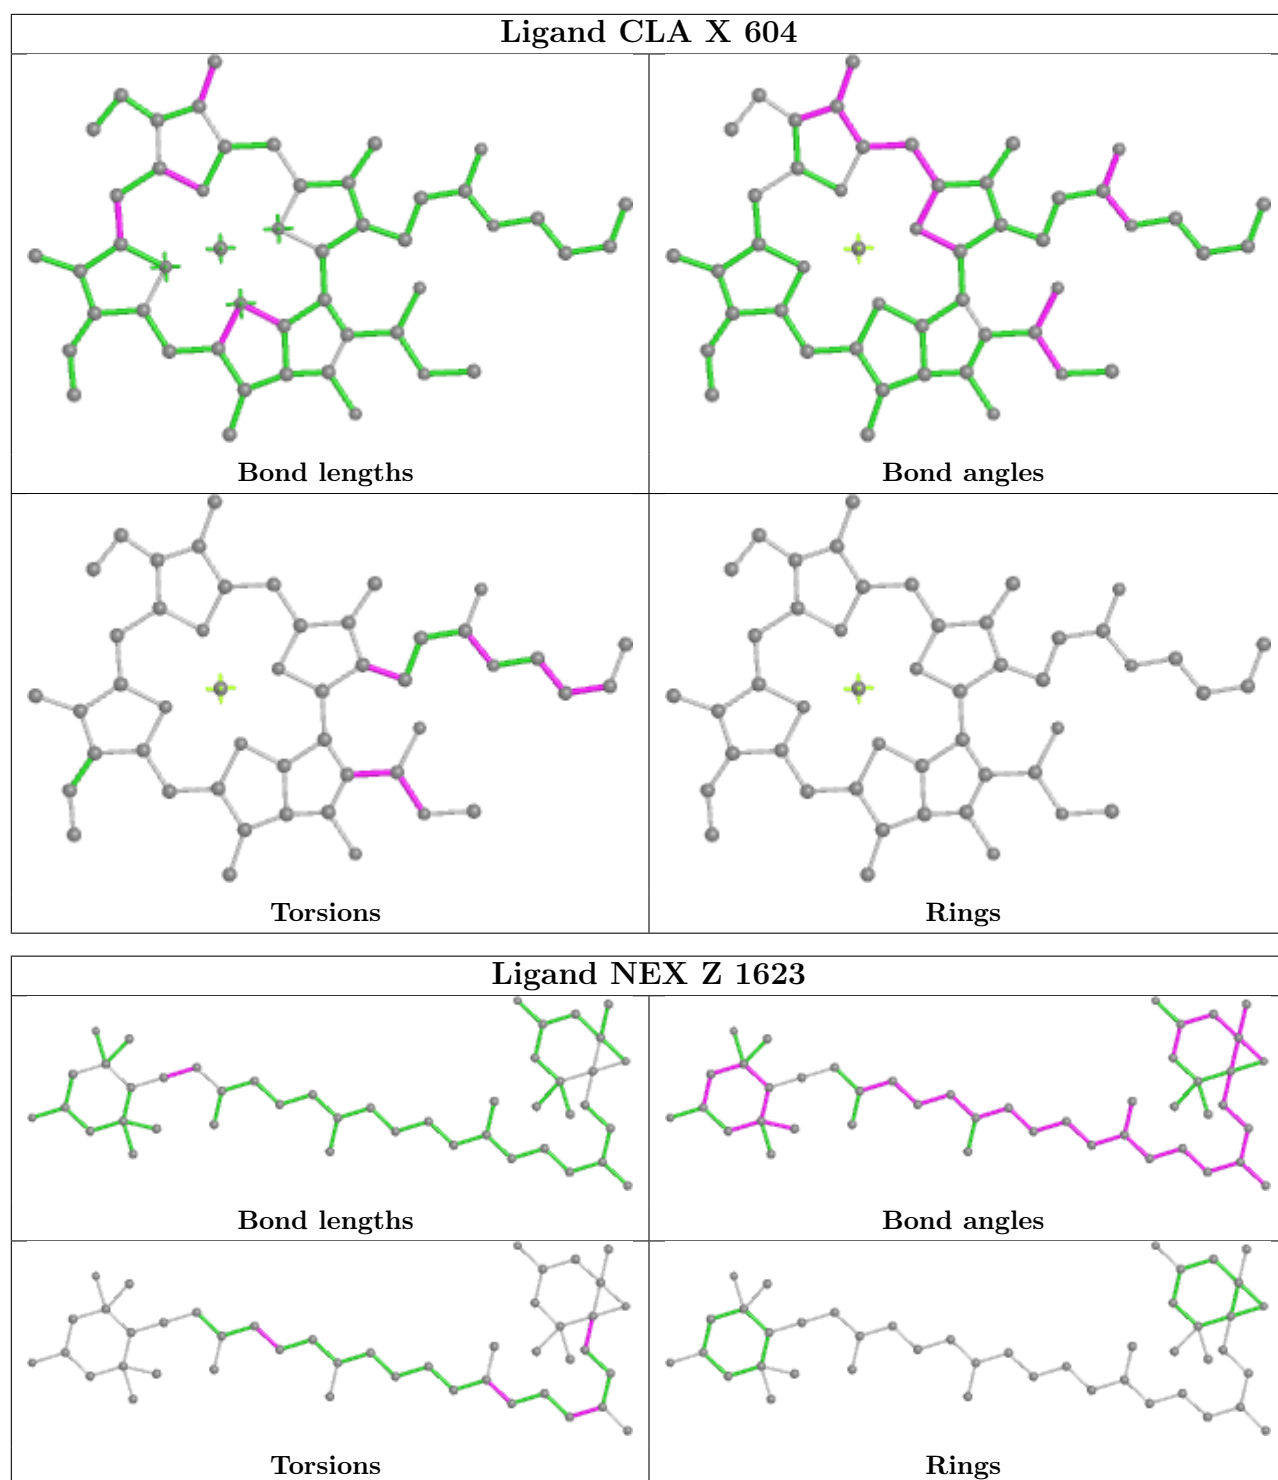 Ligand CLA X 604
Bond lengths
Bond angles
Torsions
Rings
Ligand NEX Z 1623
Bond lengths
Bond angles
Torsions
Rings